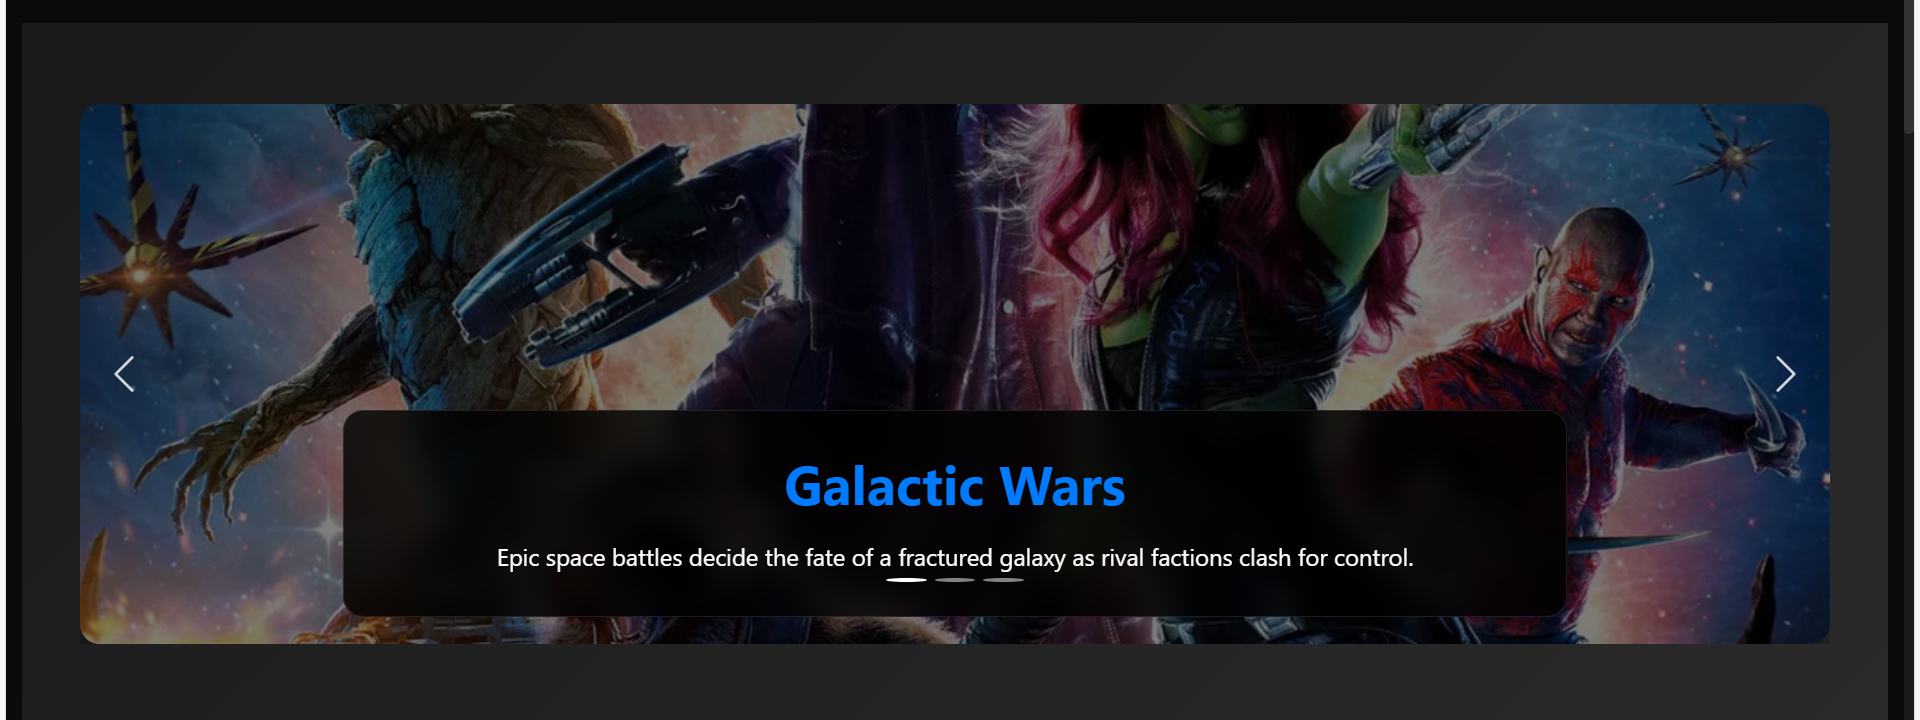 Galactic Wars
Epic space battles decide the fate of a fractured galaxy as rival factions clash for control.